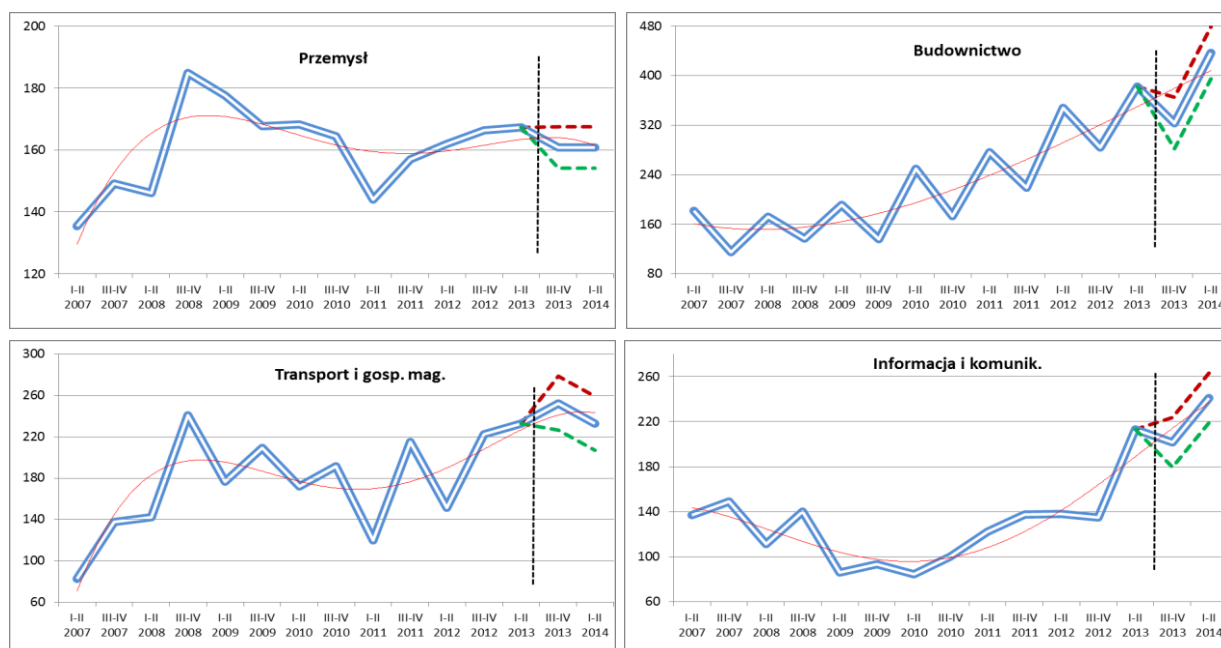 Przemysł
200
180
160
140
120
I-II III-IV I-II III-IV I-II III-IV I-II III-IV I-II III-IV I-II III-IV I-II III-IV I-II
2007 2007 2008 2008 2009 2009 2010 2010 2011 2011 2012 2012 2013 2013 2014
Budownictwo
480
400
320
240
160
80
I-II III-IV I-II III-IV I-II III-IV I-II III-IV I-II III-IV I-II III-IV I-II III-IV I-II
2007 2007 2008 2008 2009 2009 2010 2010 2011 2011 2012 2012 2013 2013 2014
Transport i gosp. mag.
300
260
220
180
140
100
60
I-II III-IV I-II III-IV I-II III-IV I-II III-IV I-II III-IV I-II III-IV I-II III-IV I-II
2007 2007 2008 2008 2009 2009 2010 2010 2011 2011 2012 2012 2013 2013 2014
Informacja i komunik.
260
220
180
140
100
60
I-II III-IV I-II III-IV I-II III-IV I-II III-IV I-II III-IV I-II III-IV I-II III-IV I-II
2007 2007 2008 2008 2009 2009 2010 2010 2011 2011 2012 2012 2013 2013 2014